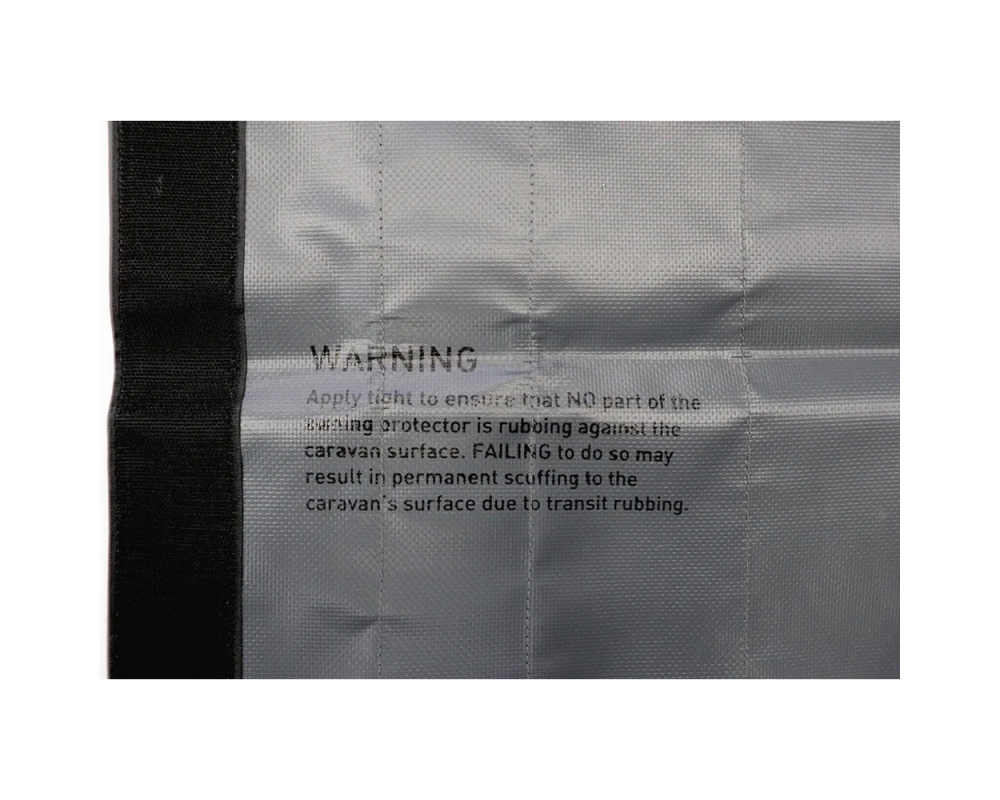 WARNING
Apply tight to ensure that NO part of the
awning protector is rubbing against the
caravan surface. FAILING to do so may
result in permanent scuffing to the
caravan's surface due to transit rubbing.